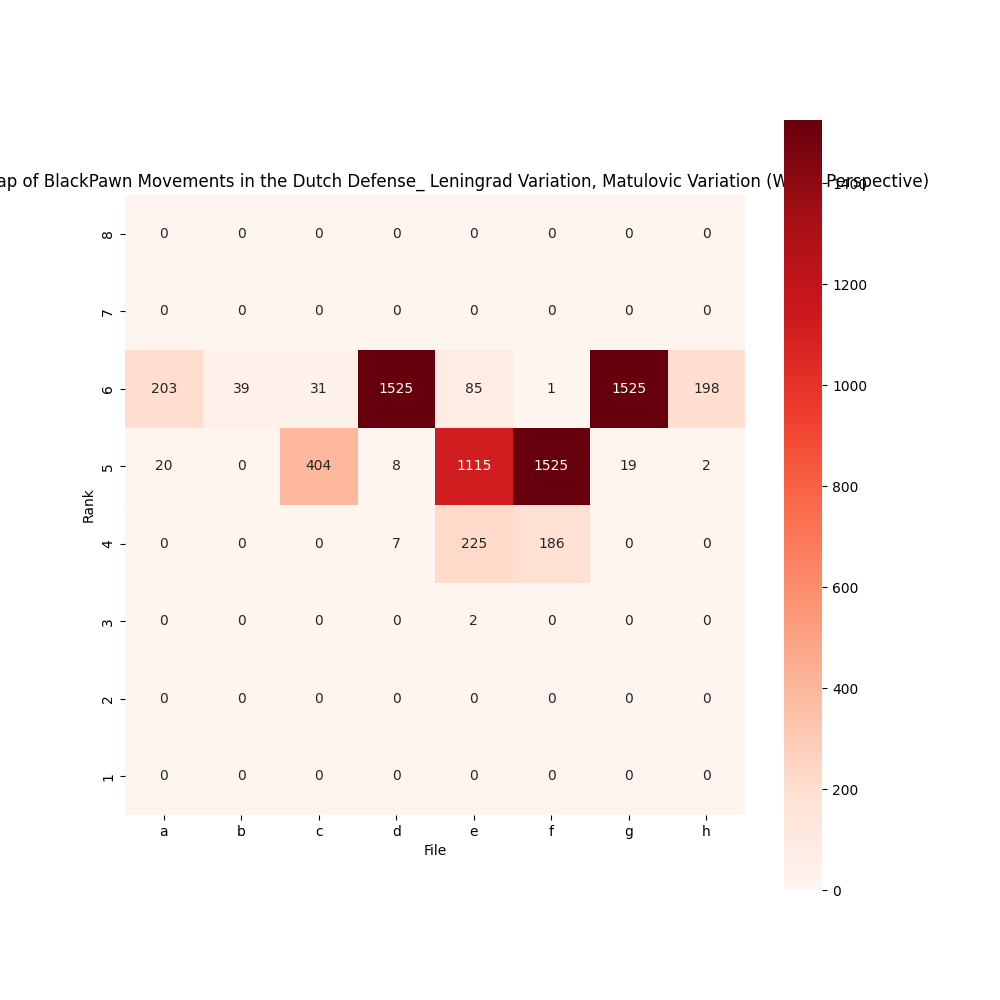 ap of BlackPawn Movements in the Dutch Defense_ Leningrad Variation, Matulovic Variation Perspective)
8 0 0 0 0 0 0 0 0
7 0 0 0 0 0 0 0 0
6 203 39 31 1525 85 1 1525 198
5 20 0 404 8 1115 1525 19 2
4 0 0 0 7 225 186 0 0
3 0 0 0 0 2 0 0 0
2 0 0 0 0 0 0 0 0
1 0 0 0 0 0 0 0 0
Rank
a b c d e f g h
File
1400
1200
1000
800
600
400
200
0